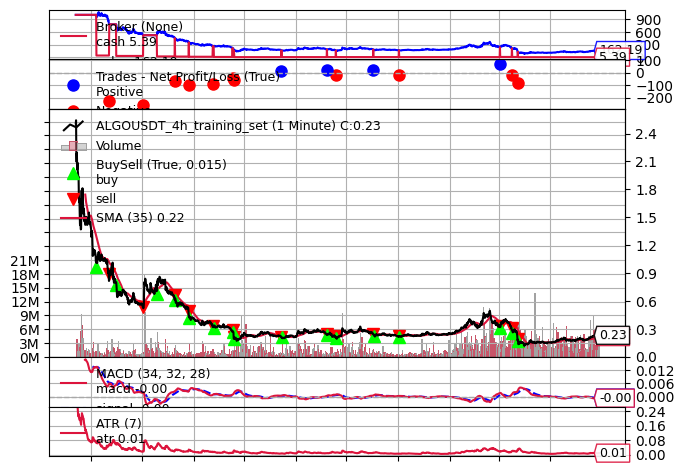 Broker (None)
cash 5.39
900
600
300
162.19
5.39
Trades - Net Profit/Loss (True)
Positive
Negative
100
0
−100
−200
ALGOUSDT_4h_training_set (1 Minute) C:0.23
Volume
BuySell (True, 0.015)
buy
sell
SMA (35) 0.22
2.4
2.1
1.8
1.5
1.2
0.9
0.6
0.3
0.0
0.23
21M
18M
15M
12M
9M
6M
3M
0M
MACD (34, 32, 28)
macd -0.00
signal -0.00
0.012
0.006
0.000
-0.00
ATR (7)
atr 0.01
0.24
0.16
0.08
0.00
0.01